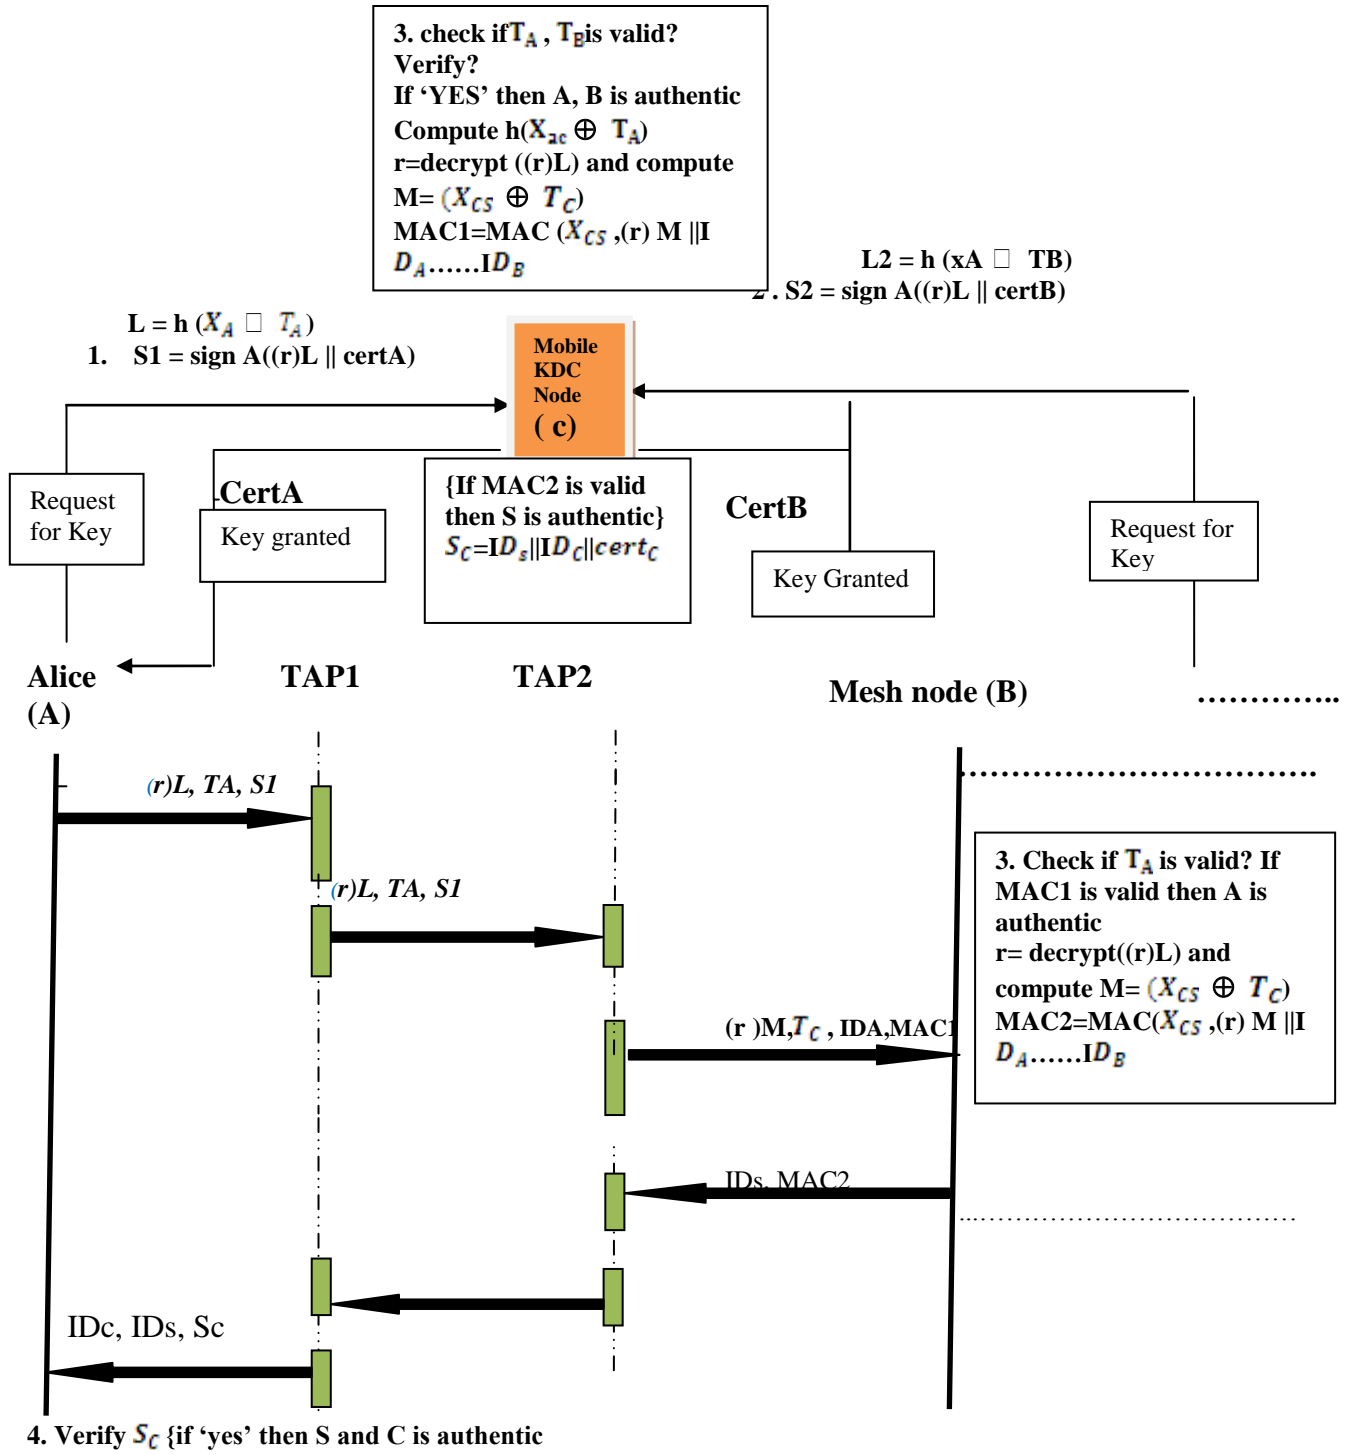 3. check if T_A , T_B is valid?
Verify?
If ‘YES’ then A, B is authentic
Compute h(X_ac ⊕ T_A)
r=decrypt ((r)L) and compute
M= (X_CS ⊕ T_C)
MAC1=MAC (X_CS ,(r) M ||I
D_A……ID_B
L2 = h (xA □ TB)
2 . S2 = sign A((r)L || certB)
L = h (X_A □ T_A)
1. S1 = sign A((r)L || certA)
Mobile
KDC
Node
( c)
Request
for Key
CertA
Key granted
{If MAC2 is valid
then S is authentic}
S_C=ID_s||ID_C||cert_C
CertB
Key Granted
Request for
Key
Alice
(A)
TAP1
TAP2
Mesh node (B)
…………..
(r)L, TA, S1
(r)L, TA, S1
3. Check if T_A is valid? If
MAC1 is valid then A is
authentic
r= decrypt((r)L) and
compute M= (X_CS ⊕ T_C)
MAC2=MAC(X_CS ,(r) M ||I
D_A……ID_B
(r )M,T_C , IDA,MAC1
IDs, MAC2
IDc, IDs, Sc
4. Verify S_C {if ‘yes’ then S and C is authentic